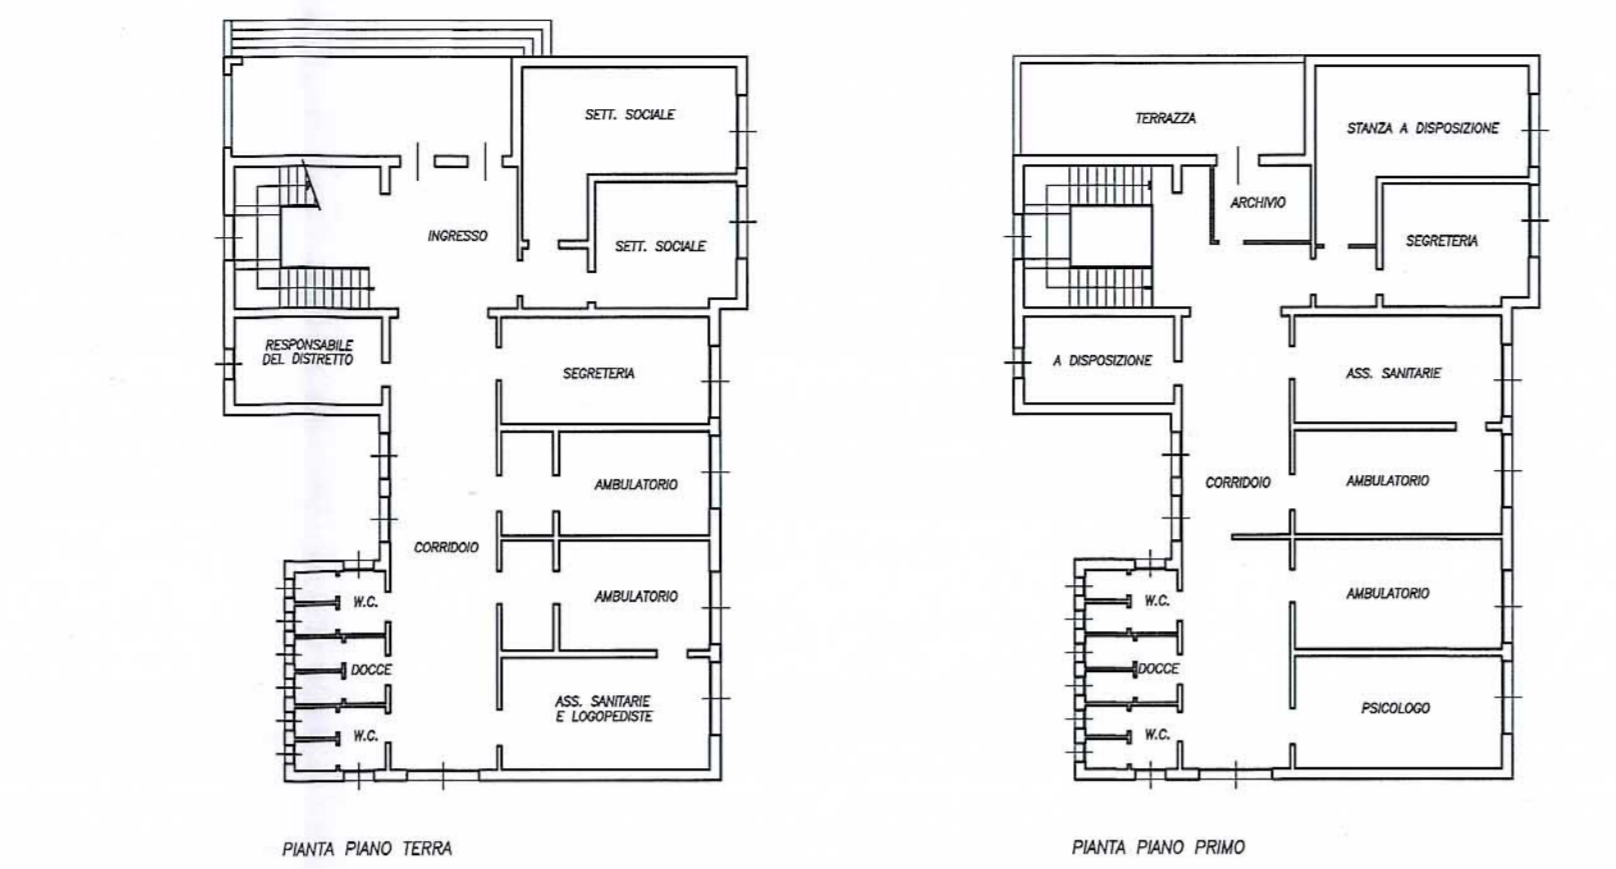 SETT. SOCIALE
INGRESSO
SETT. SOCIALE
RESPONSABILE
DEL DISTRETTO
SEGRETERIA
AMBULATORIO
CORRIDOIO
AMBULATORIO
W.C.
DOCCE
ASS. SANITARIE
E LOGOPEDISTE
W.C.
PIANTA PIANO TERRA
TERRAZZA
STANZA A DISPOSIZIONE
ARCHIVIO
SEGRETERIA
A DISPOSIZIONE
ASS. SANITARIE
CORRIDOIO
AMBULATORIO
AMBULATORIO
W.C.
DOCCE
PSICOLOGO
W.C.
PIANTA PIANO PRIMO